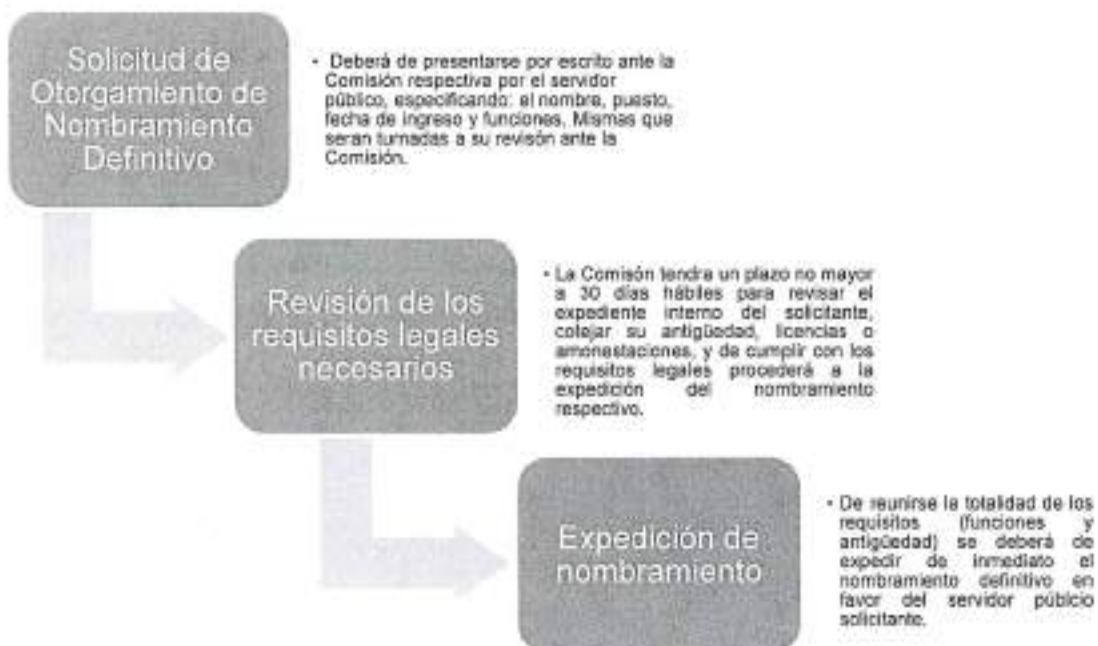 Solicitud de
Otorgamiento de
Nombramiento
Definitivo
• Deberá de presentarse por escrito ante la
Comisión respectiva por el servidor
público, especificando: el nombre, puesto,
fecha de ingreso y funciones. Mismas que
seran turnadas a su revisón ante la
Comisión.
Revisión de los
requisitos legales
necesarios
• La Comisón tendra un plazo no mayor
a 30 días hábiles para revisar el
expediente interno del solicitante,
cotejar su antigüedad, licencias o
amonestaciones, y de cumplir con los
requisitos legales procederá a la
expedición del nombramiento
respectivo.
Expedición de
nombramiento
• De reunirse la totalidad de los
requisitos (funciones y
antigüedad) se deberá de
expedir de inmediato el
nombramiento definitivo en
favor del servidor públcio
solicitante.